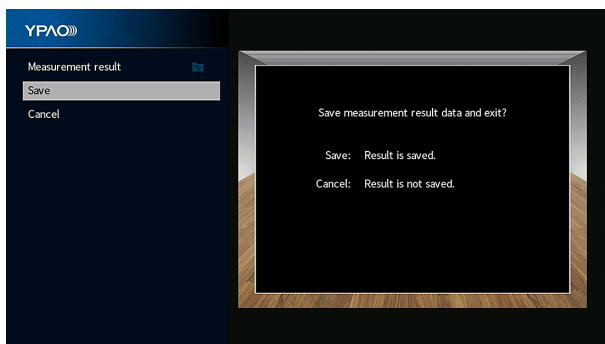 YPAO
Measurement result
Save
Cancel
Save measurement result data and exit?
Save: Result is saved.
Cancel: Result is not saved.